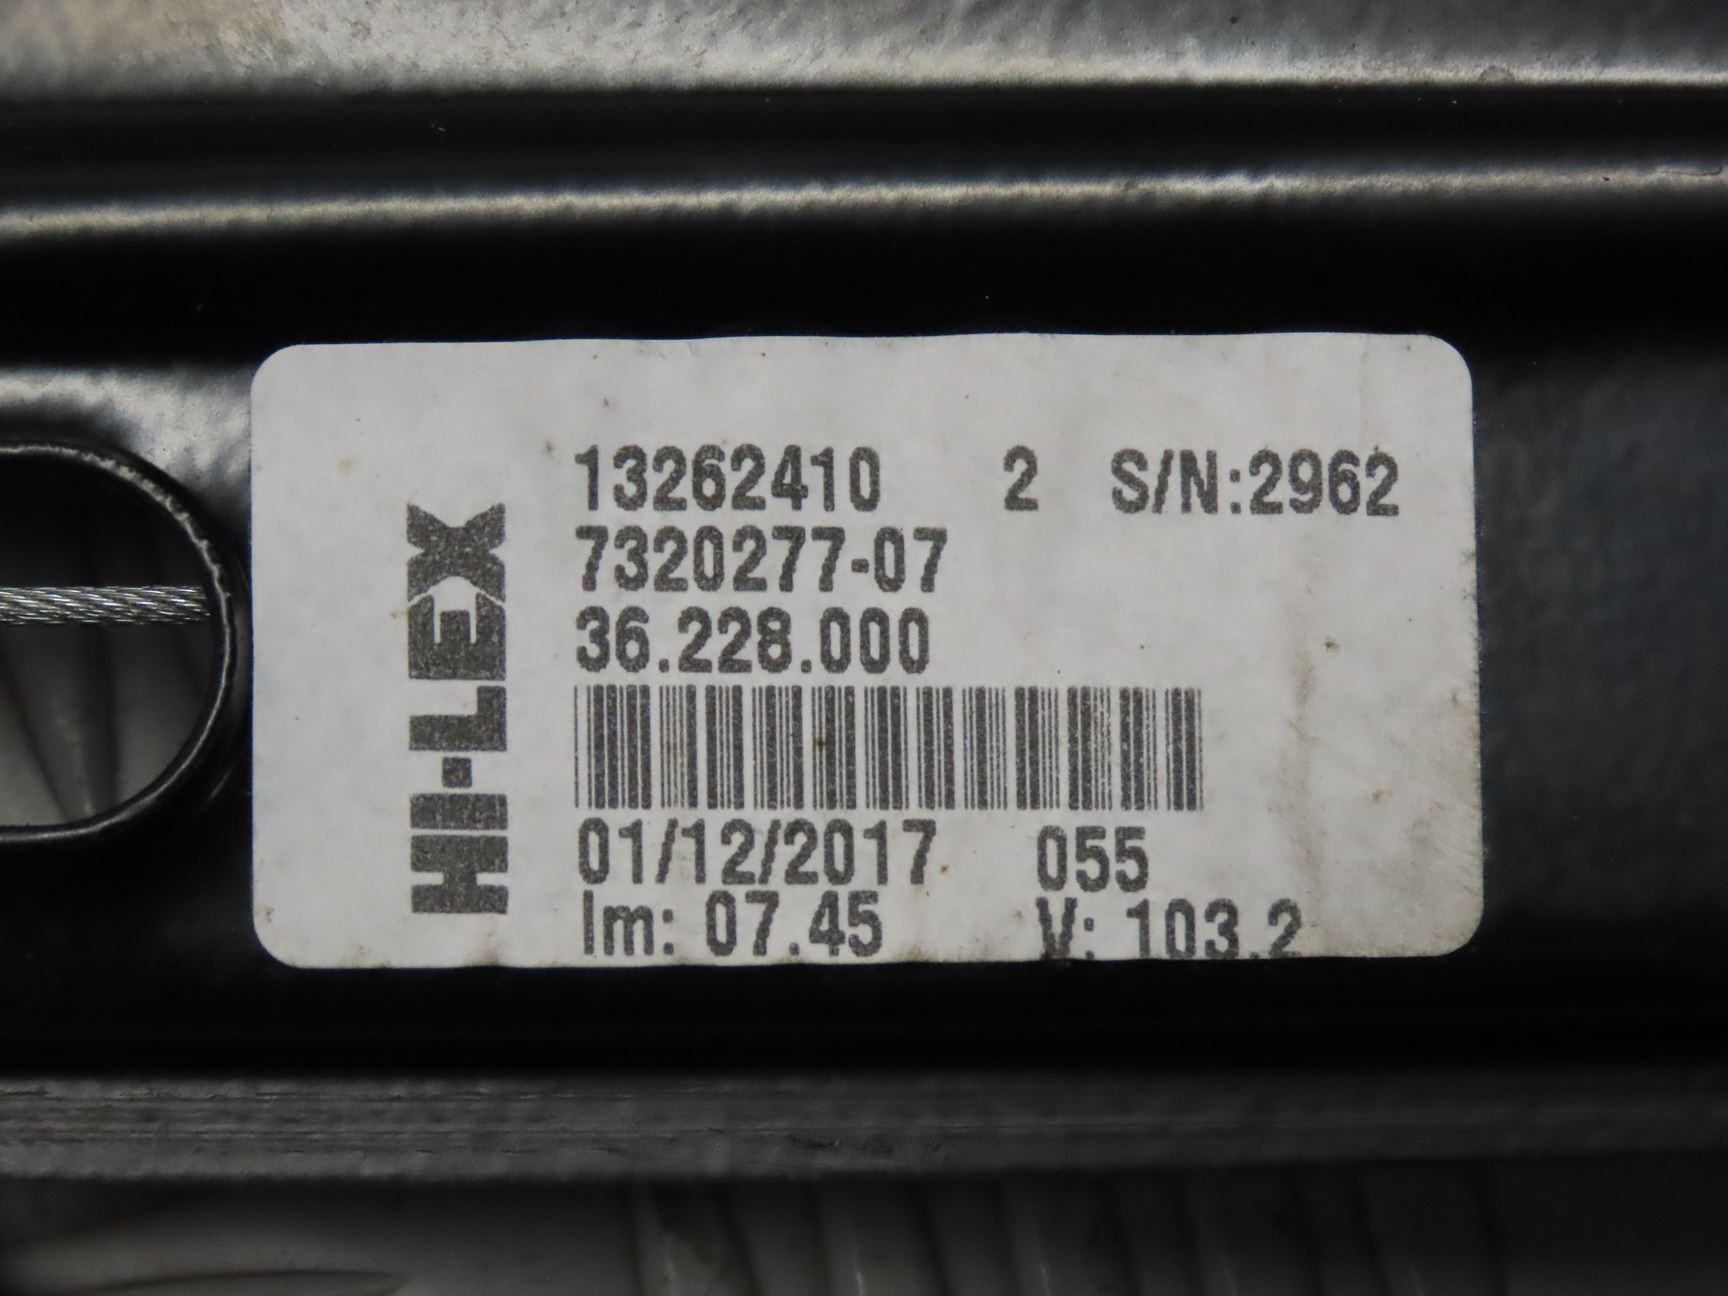 HI-LEX
13262410 2 S/N:2962
7320277-07
36.228.000
01/12/2017 055
Im: 07.45 V: 103.2